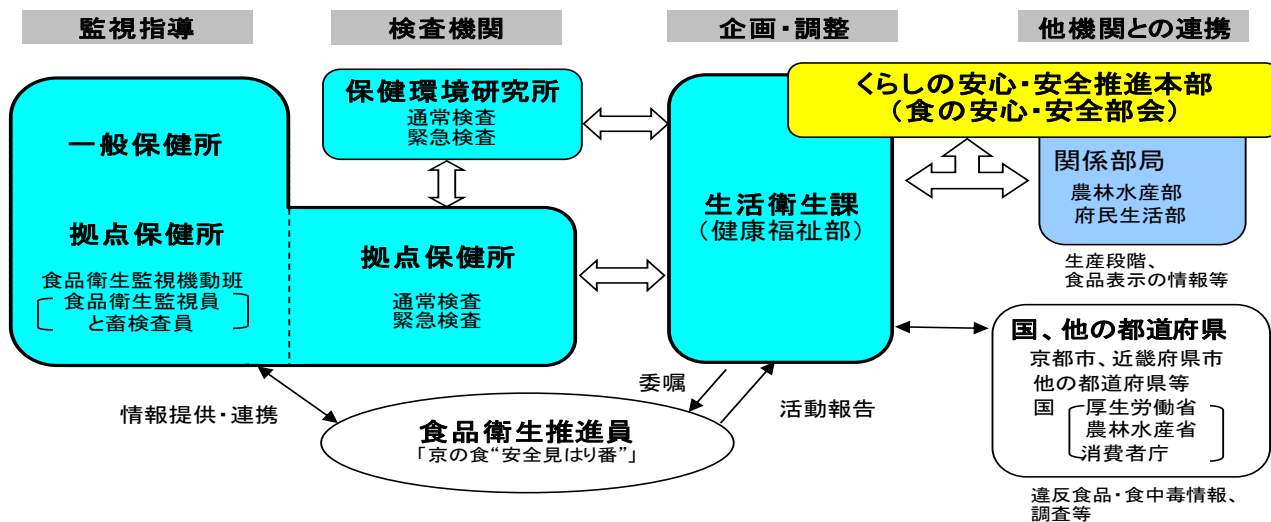 監視指導
検査機関
企画・調整
他機関との連携
一般保健所
拠点保健所
食品衛生監視機動班
食品衛生監視員
と畜検査員
保健環境研究所
通常検査
緊急検査
拠点保健所
通常検査
緊急検査
生活衛生課
（健康福祉部）
くらしの安心・安全推進本部
（食の安心・安全部会）
関係部局
農林水産部
府民生活部
生産段階、
食品表示の情報等
国、他の都道府県
京都市、近畿府県市
他の都道府県等
国 厚生労働省
農林水産省
消費者庁
違反食品・食中毒情報、
調査等
情報提供・連携
委嘱
活動報告
食品衛生推進員
「京の食“安全見はり番”」